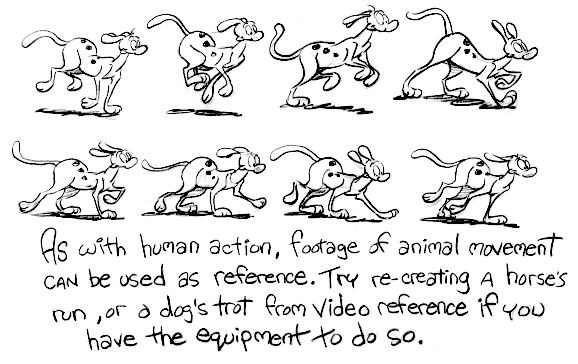 As with human action, footage of animal movement
CAN be used as reference. Try re-creating A horse's
run, or a dog's trot from video reference if you
have the equipment to do so.